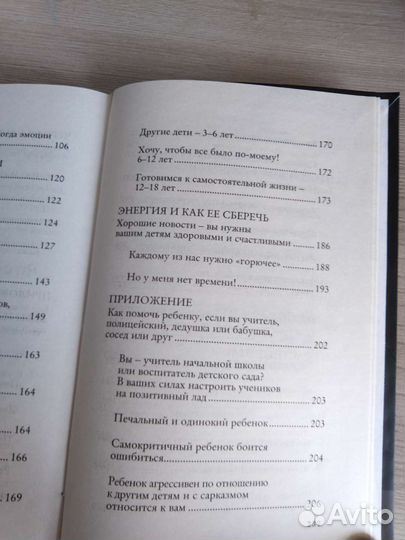 огда эмоции
106
И
120
122
124
127
143
ов,
149
163
164
164
166
169
Другие дети – 3–6 лет 170
Хочу, чтобы все было по-моему!
6–12 лет 172
Готовимся к самостоятельной жизни –
12–18 лет 173
ЭНЕРГИЯ И КАК ЕЕ СБЕРЕЧЬ
Хорошие новости – вы нужны
вашим детям здоровыми и счастливыми 186
Каждому из нас нужно «горючее» 188
Но у меня нет времени! 193
ПРИЛОЖЕНИЕ
Как помочь ребенку, если вы учитель,
полицейский, дедушка или бабушка,
сосед или друг 202
Вы – учитель начальной школы
или воспитатель детского сада?
В ваших силах настроить учеников
на позитивный лад 203
Печальный и одинокий ребенок 203
Самокритичный ребенок боится
ошибиться 204
Ребенок агрессивен по отношению
к другим детям и с сарказмом
относится к вам 206
Avito